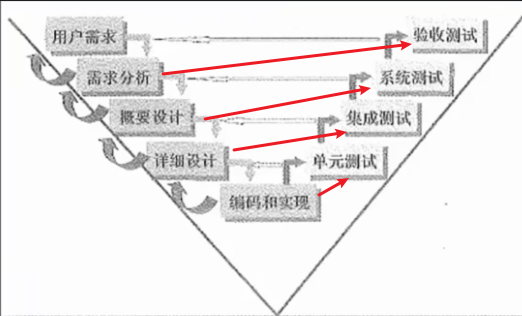 用户需求
验收测试
需求分析
系统测试
概要设计
集成测试
详细设计
单元测试
编码和实现